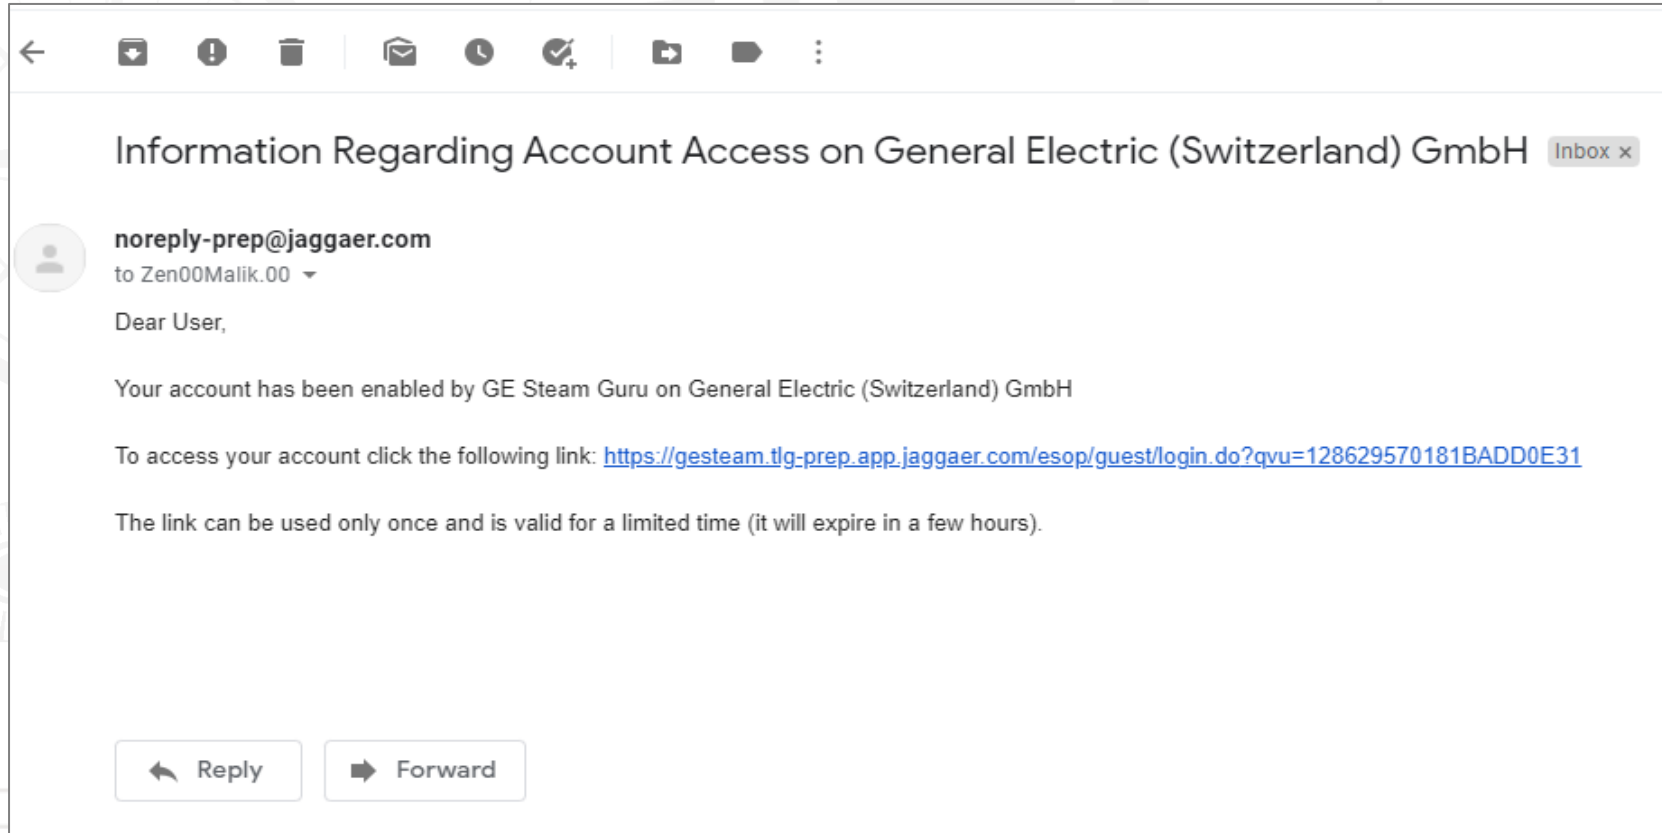 Information Regarding Account Access on General Electric (Switzerland) GmbH Inbox ×
noreply-prep@jaggaer.com
to Zen00Malik.00
Dear User,
Your account has been enabled by GE Steam Guru on General Electric (Switzerland) GmbH
To access your account click the following link: https://gesteam.tlg-prep.app.jaggaer.com/esop/guest/login.do?qvu=128629570181BADD0E31
The link can be used only once and is valid for a limited time (it will expire in a few hours).
Reply Forward